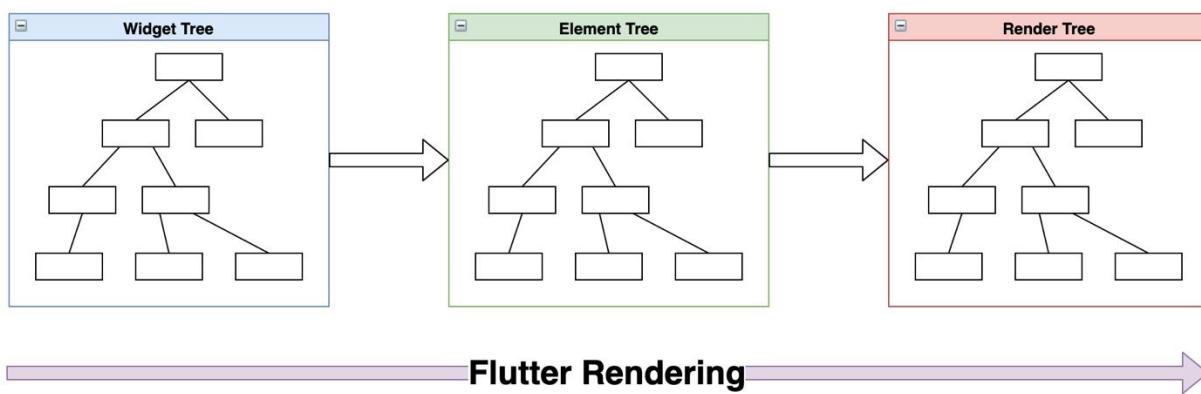 Widget Tree
Element Tree
Render Tree
Flutter Rendering